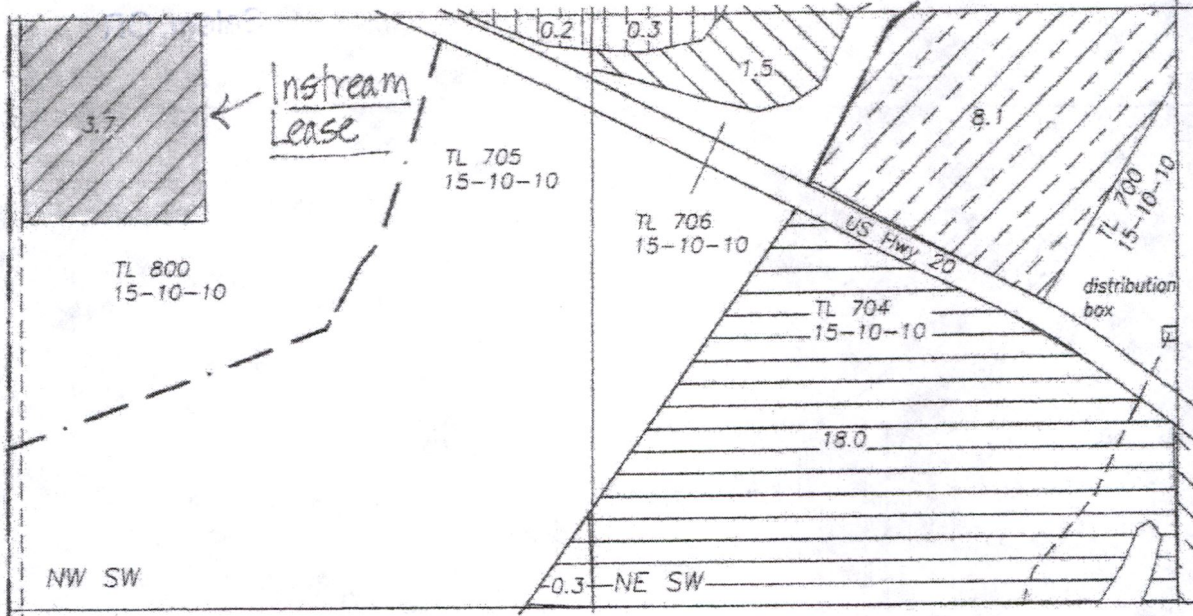 0.2
0.3
1.5
3.7
Instream
Lease
8.1
TL 705
15-10-10
TL 706
15-10-10
TL 700
15-10-10
US Hwy 20
TL 800
15-10-10
distribution
box
TL 704
15-10-10
18.0
NW SW
0.3
NE SW